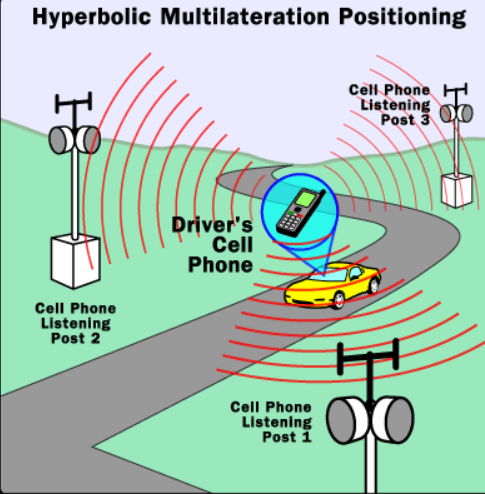 Hyperbolic Multilateration Positioning
Cell Phone
Listening
Post 3
Driver's
Cell
Phone
Cell Phone
Listening
Post 2
Cell Phone
Listening
Post 1